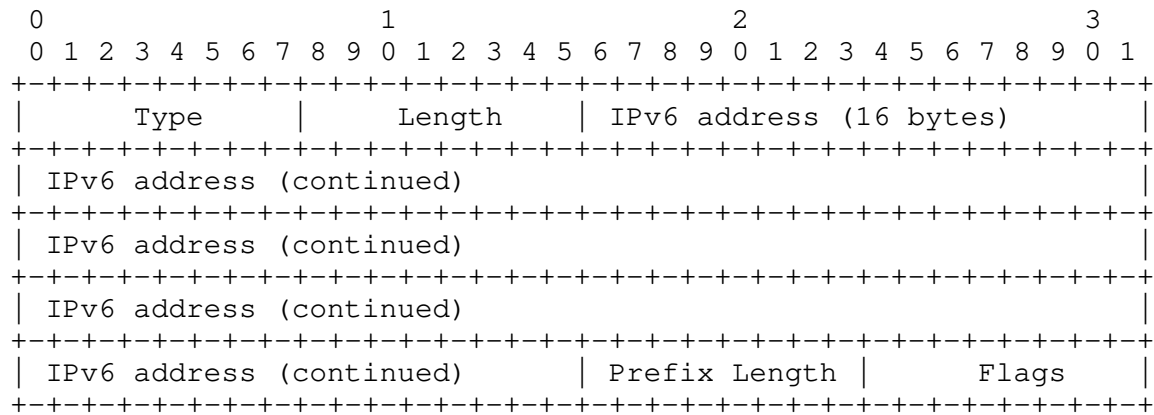 0                   1                   2                   3
 0 1 2 3 4 5 6 7 8 9 0 1 2 3 4 5 6 7 8 9 0 1 2 3 4 5 6 7 8 9 0 1
+-+-+-+-+-+-+-+-+-+-+-+-+-+-+-+-+-+-+-+-+-+-+-+-+-+-+-+-+-+-+-+-+
|      Type     |     Length    | IPv6 address (16 bytes)       |
+-+-+-+-+-+-+-+-+-+-+-+-+-+-+-+-+-+-+-+-+-+-+-+-+-+-+-+-+-+-+-+-+
| IPv6 address (continued)                                      |
+-+-+-+-+-+-+-+-+-+-+-+-+-+-+-+-+-+-+-+-+-+-+-+-+-+-+-+-+-+-+-+-+
| IPv6 address (continued)                                      |
+-+-+-+-+-+-+-+-+-+-+-+-+-+-+-+-+-+-+-+-+-+-+-+-+-+-+-+-+-+-+-+-+
| IPv6 address (continued)                                      |
+-+-+-+-+-+-+-+-+-+-+-+-+-+-+-+-+-+-+-+-+-+-+-+-+-+-+-+-+-+-+-+-+
| IPv6 address (continued)      | Prefix Length |     Flags     |
+-+-+-+-+-+-+-+-+-+-+-+-+-+-+-+-+-+-+-+-+-+-+-+-+-+-+-+-+-+-+-+-+